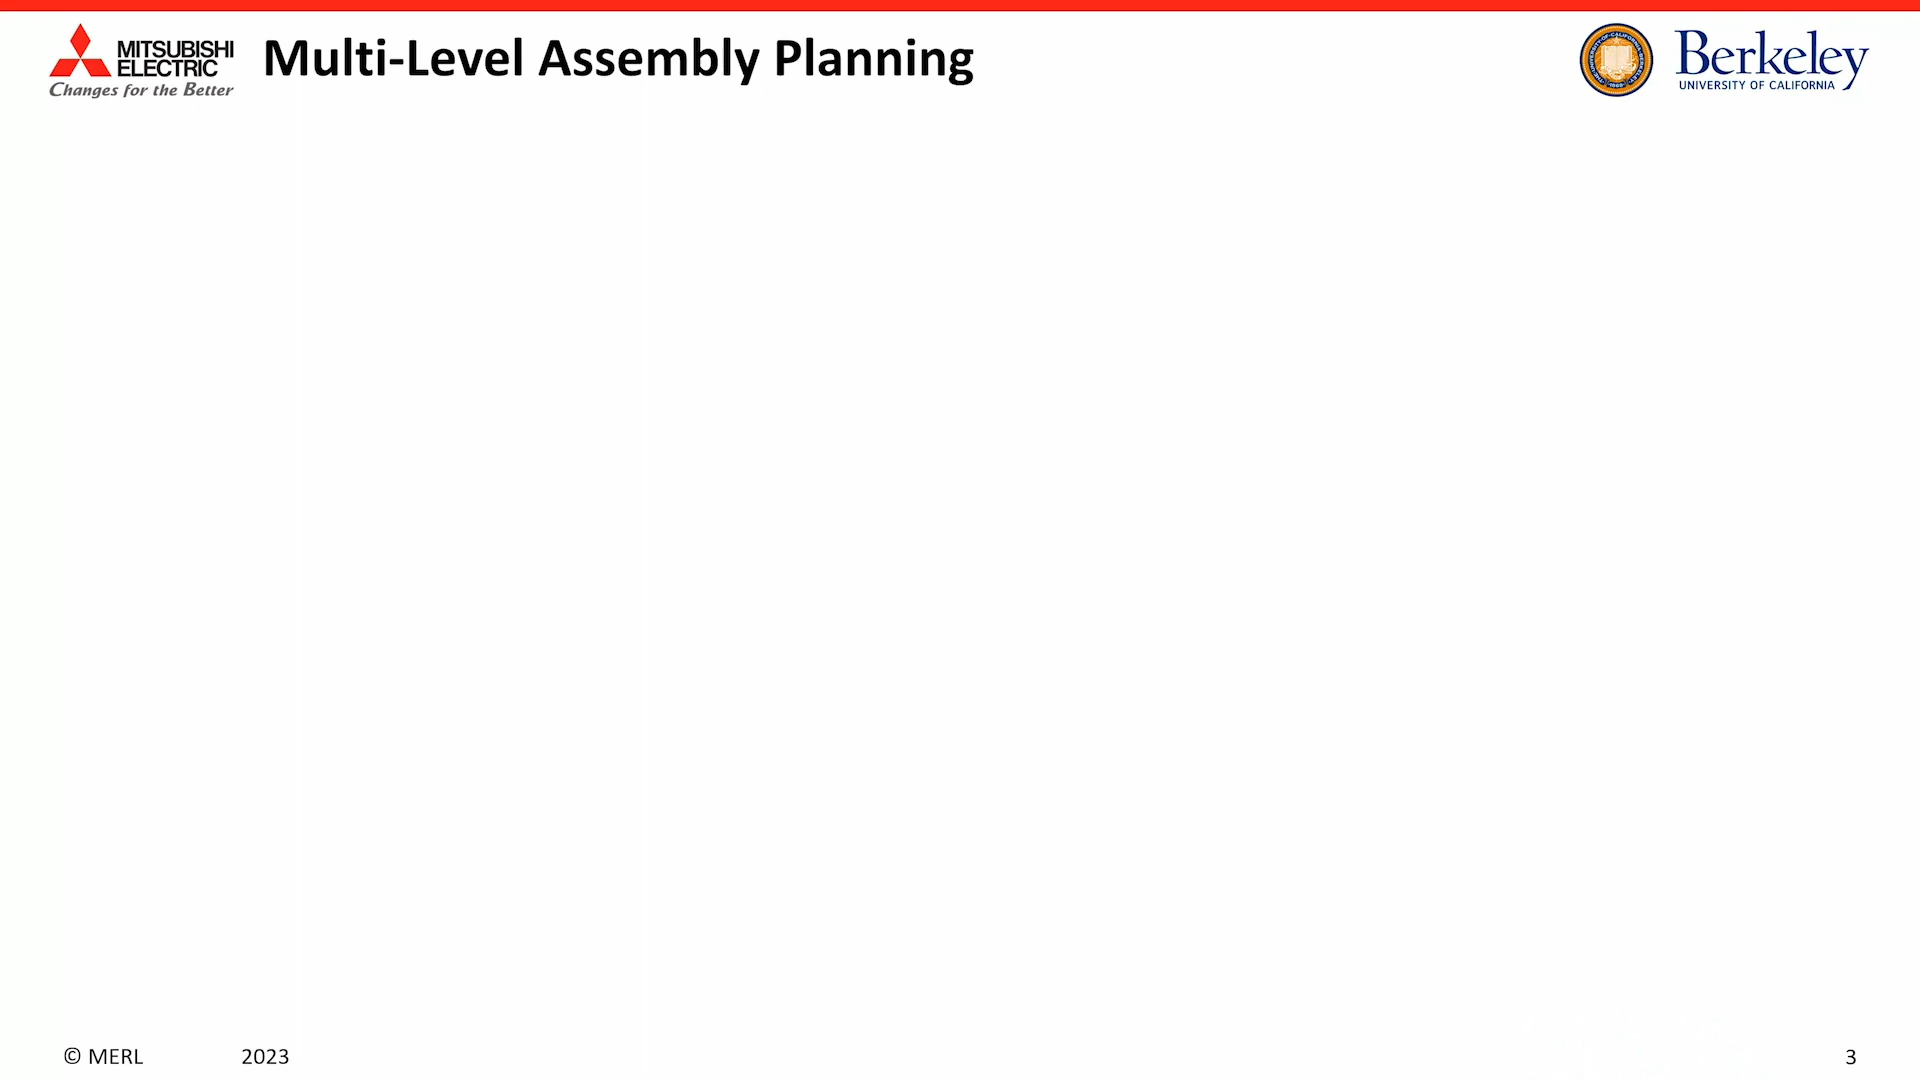 MITSUBISHI
ELECTRIC
Changes for the Better
Multi-Level Assembly Planning
Berkeley
UNIVERSITY OF CALIFORNIA
© MERL
2023
3